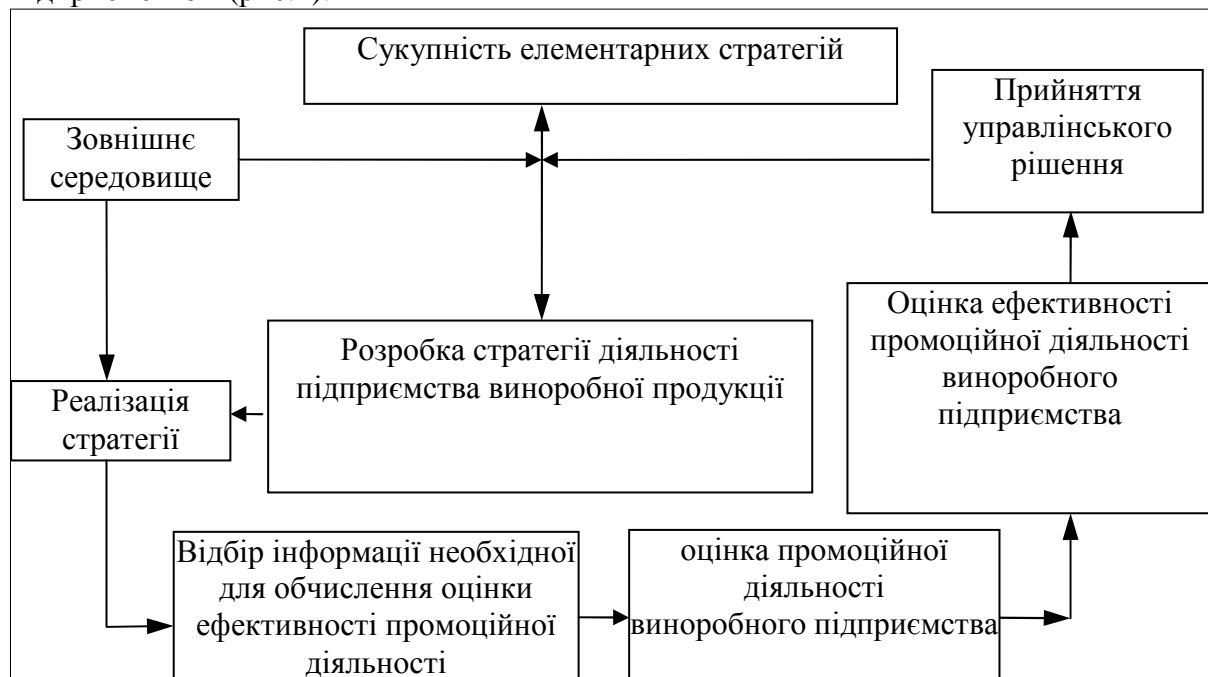 Сукупність елементарних стратегій
Прийняття
управлінського
рішення
Зовнішнє
середовище
Оцінка ефективності
промоційної діяльності
виноробного
підприємства
Розробка стратегії діяльності
підприємства виноробної продукції
Реалізація
стратегії
Відбір інформації необхідної
для обчислення оцінки
ефективності промоційної
діяльності
оцінка промоційної
діяльності
виноробного підприємства